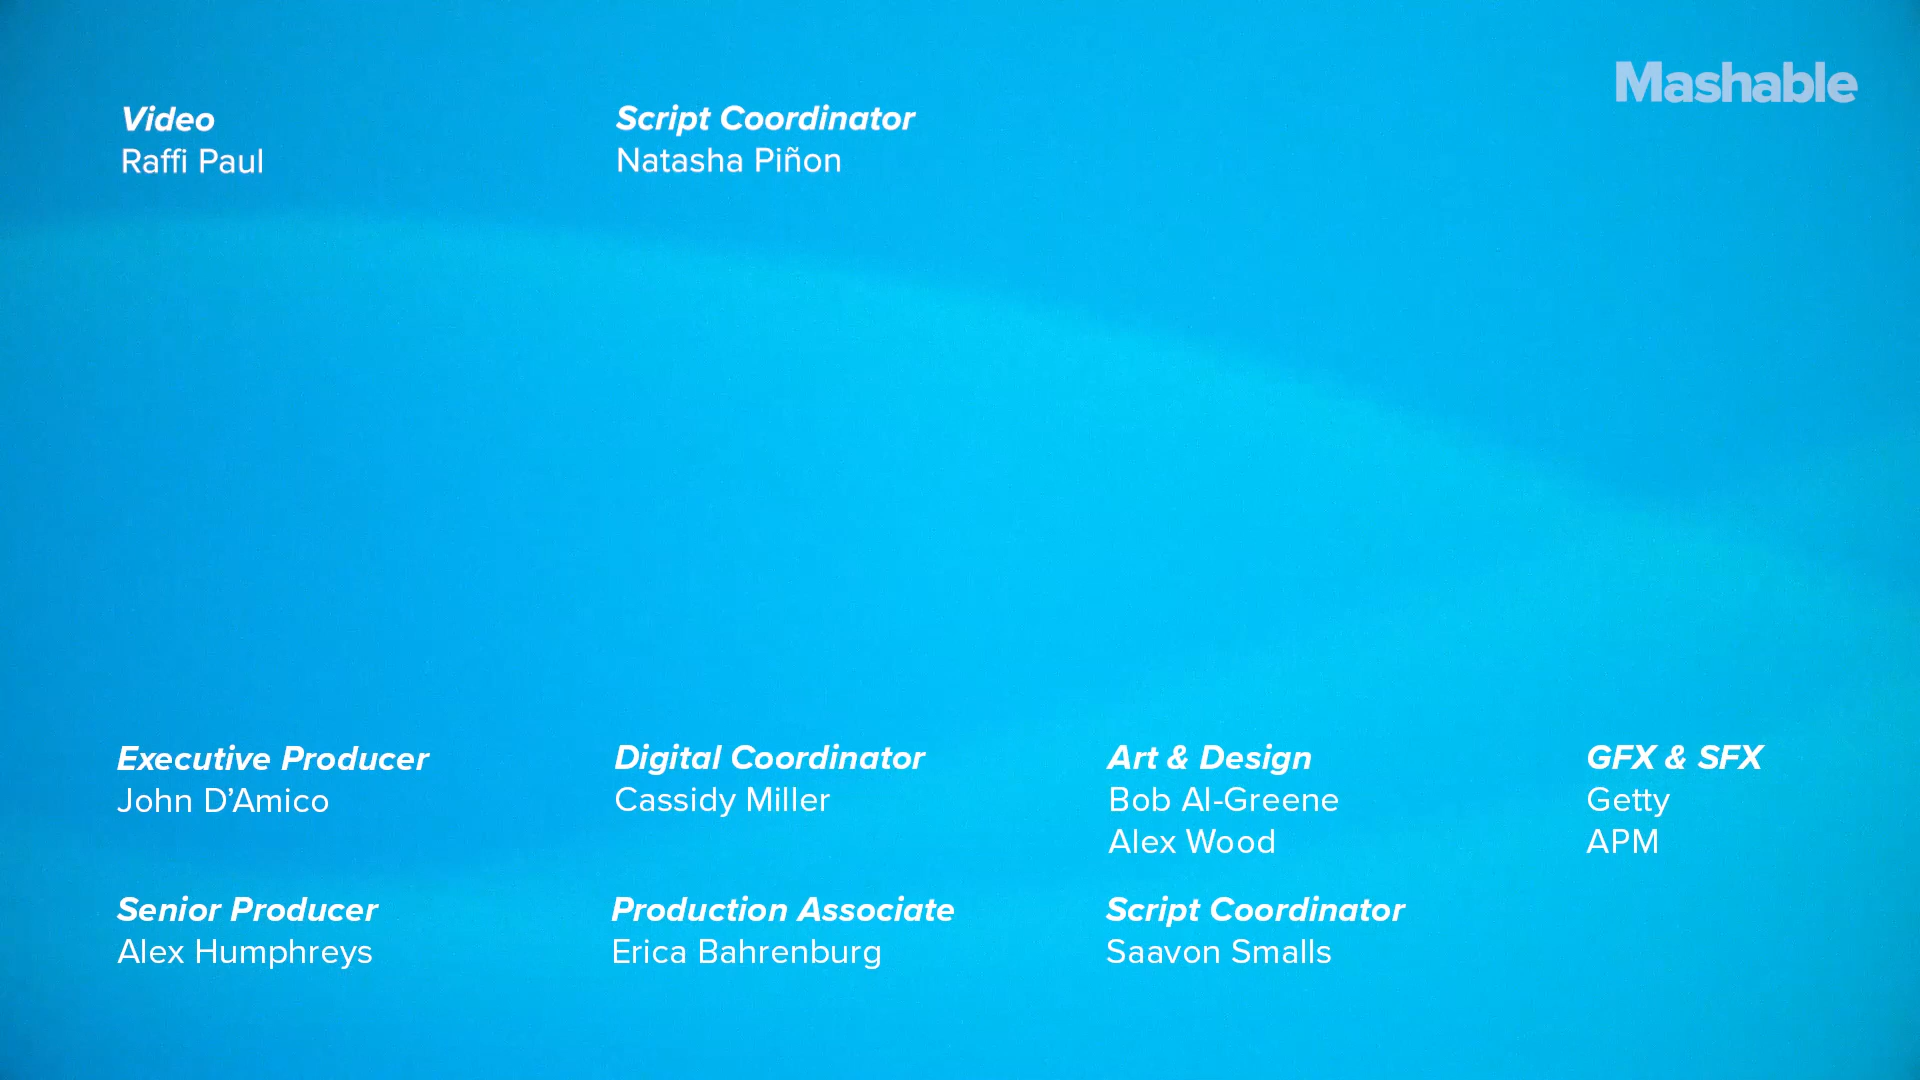 Mashable
Video
Raffi Paul
Script Coordinator
Natasha Piñon
Executive Producer
John D’Amico
Digital Coordinator
Cassidy Miller
Art & Design
Bob Al-Greene
Alex Wood
GFX & SFX
Getty
APM
Senior Producer
Alex Humphreys
Production Associate
Erica Bahrenburg
Script Coordinator
Saavon Smalls